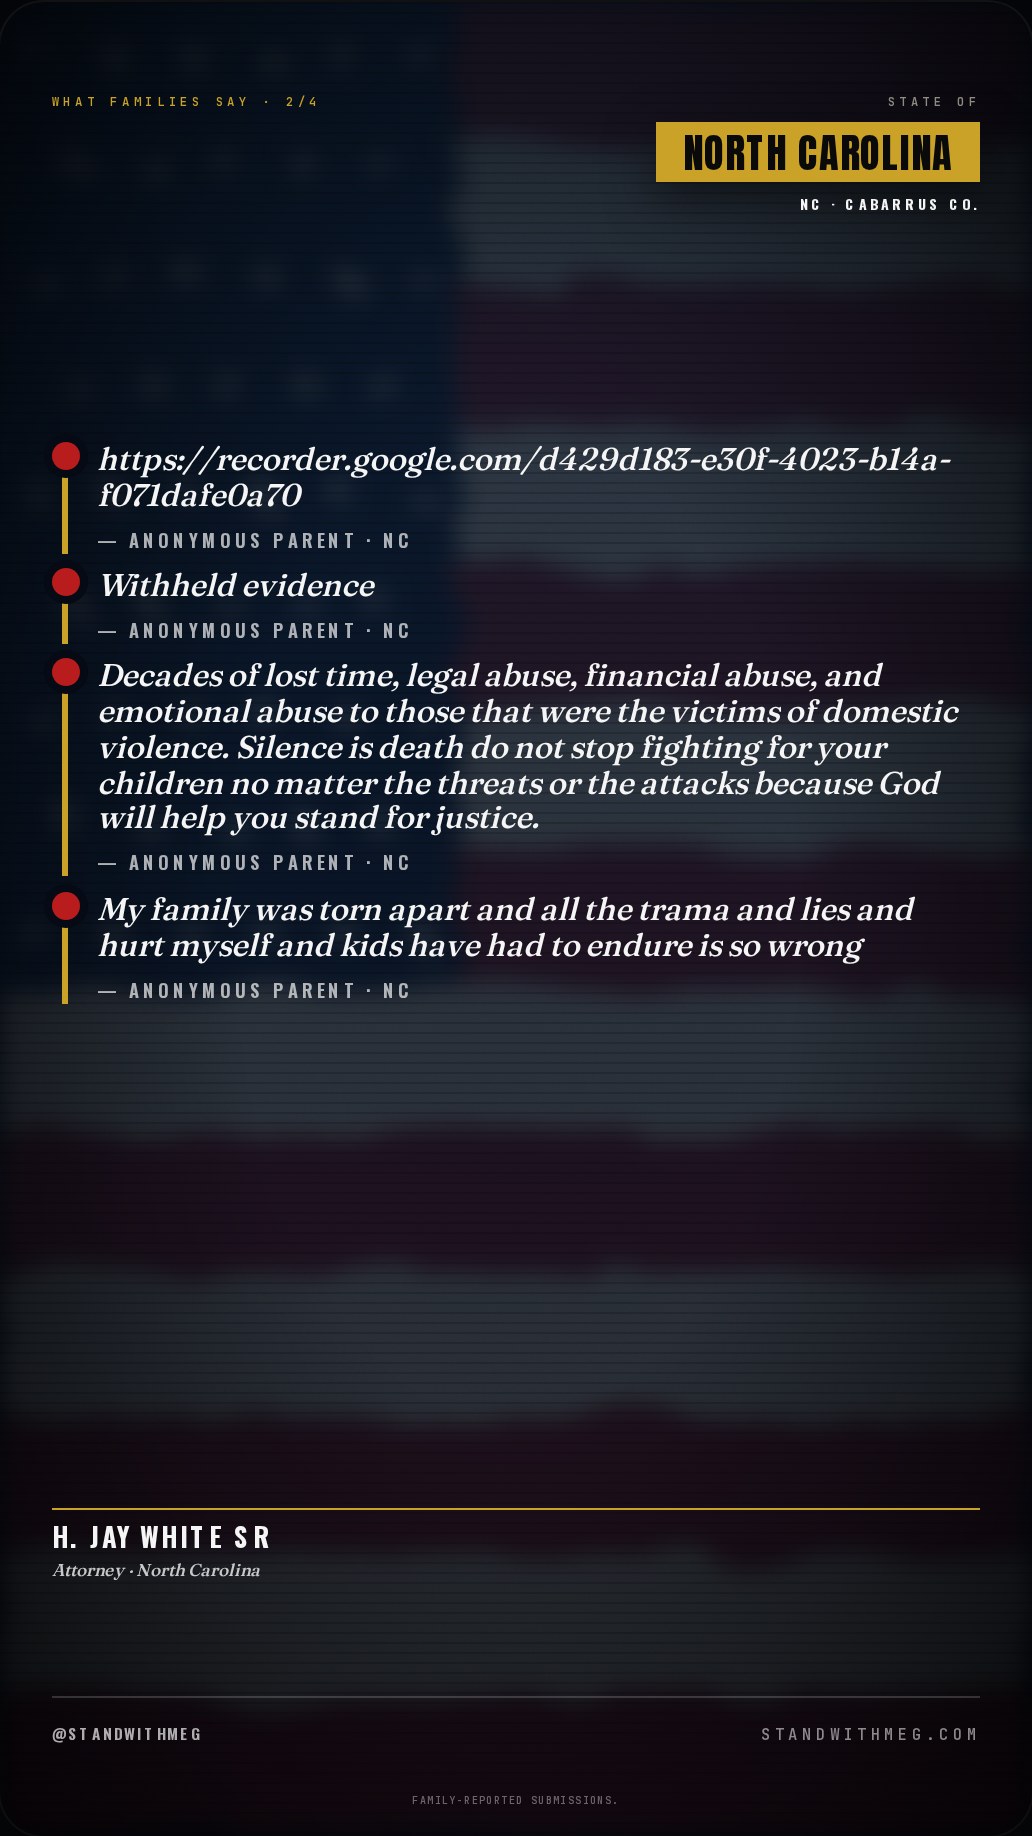 WHAT FAMILIES SAY · 2/4
STATE OF
NORTH CAROLINA
NC · CABARRUS CO.
https://recorder.google.com/d429d183-e30f-4023-b14a-
f071dafe0a70
— ANONYMOUS PARENT · NC
Withheld evidence
— ANONYMOUS PARENT · NC
Decades of lost time, legal abuse, financial abuse, and
emotional abuse to those that were the victims of domestic
violence. Silence is death do not stop fighting for your
children no matter the threats or the attacks because God
will help you stand for justice.
— ANONYMOUS PARENT · NC
My family was torn apart and all the trama and lies and
hurt myself and kids have had to endure is so wrong
— ANONYMOUS PARENT · NC
H. JAY WHITE SR
Attorney · North Carolina
@STANDWITHMEG
STANDWITHMEG.COM
FAMILY-REPORTED SUBMISSIONS.